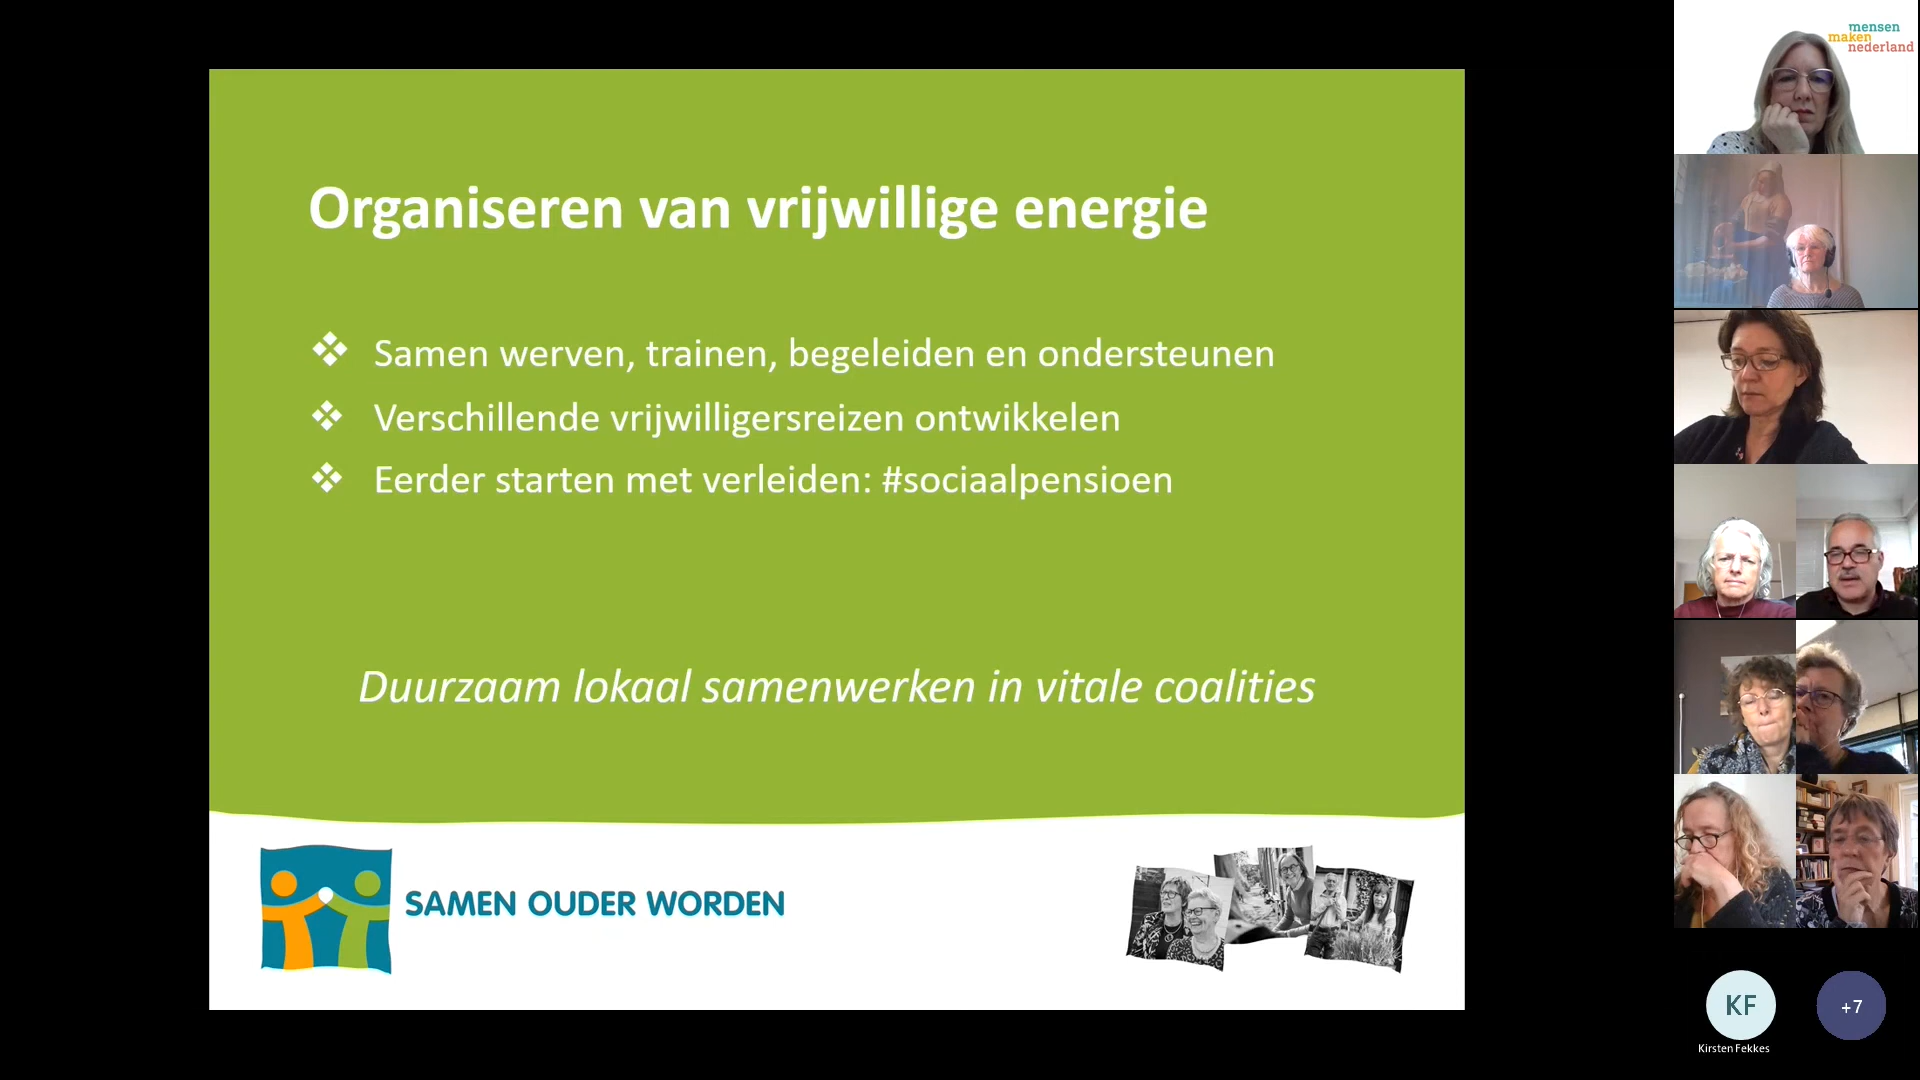 Organiseren van vrijwillige energie
Samen werven, trainen, begeleiden en ondersteunen
Verschillende vrijwilligersreizen ontwikkelen
Eerder starten met verleiden: #sociaalpensioen
Duurzaam lokaal samenwerken in vitale coalities
SAMEN OUDER WORDEN
mensen
maken
nederland
KF
+7
Kirsten Fekkes